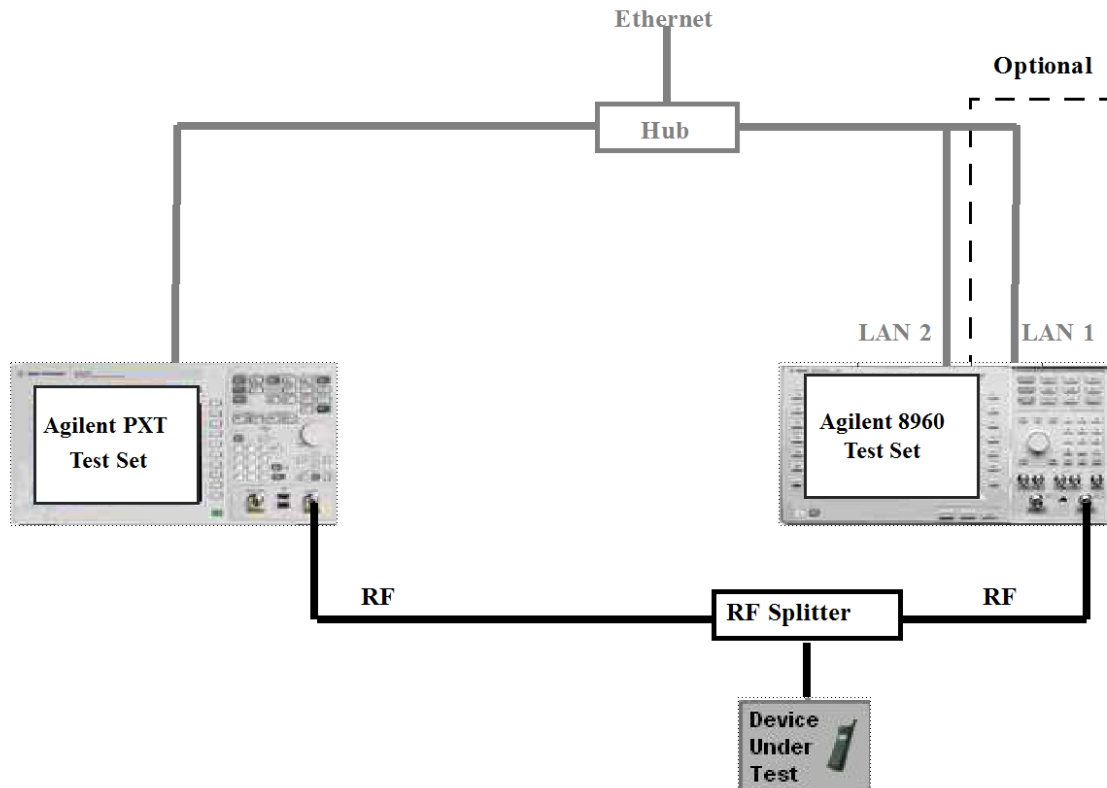 Ethernet
Optional
Hub
LAN 2
LAN 1
Agilent PXT
Test Set
Agilent 8960
Test Set
RF
RF Splitter
RF
Device
Under
Test